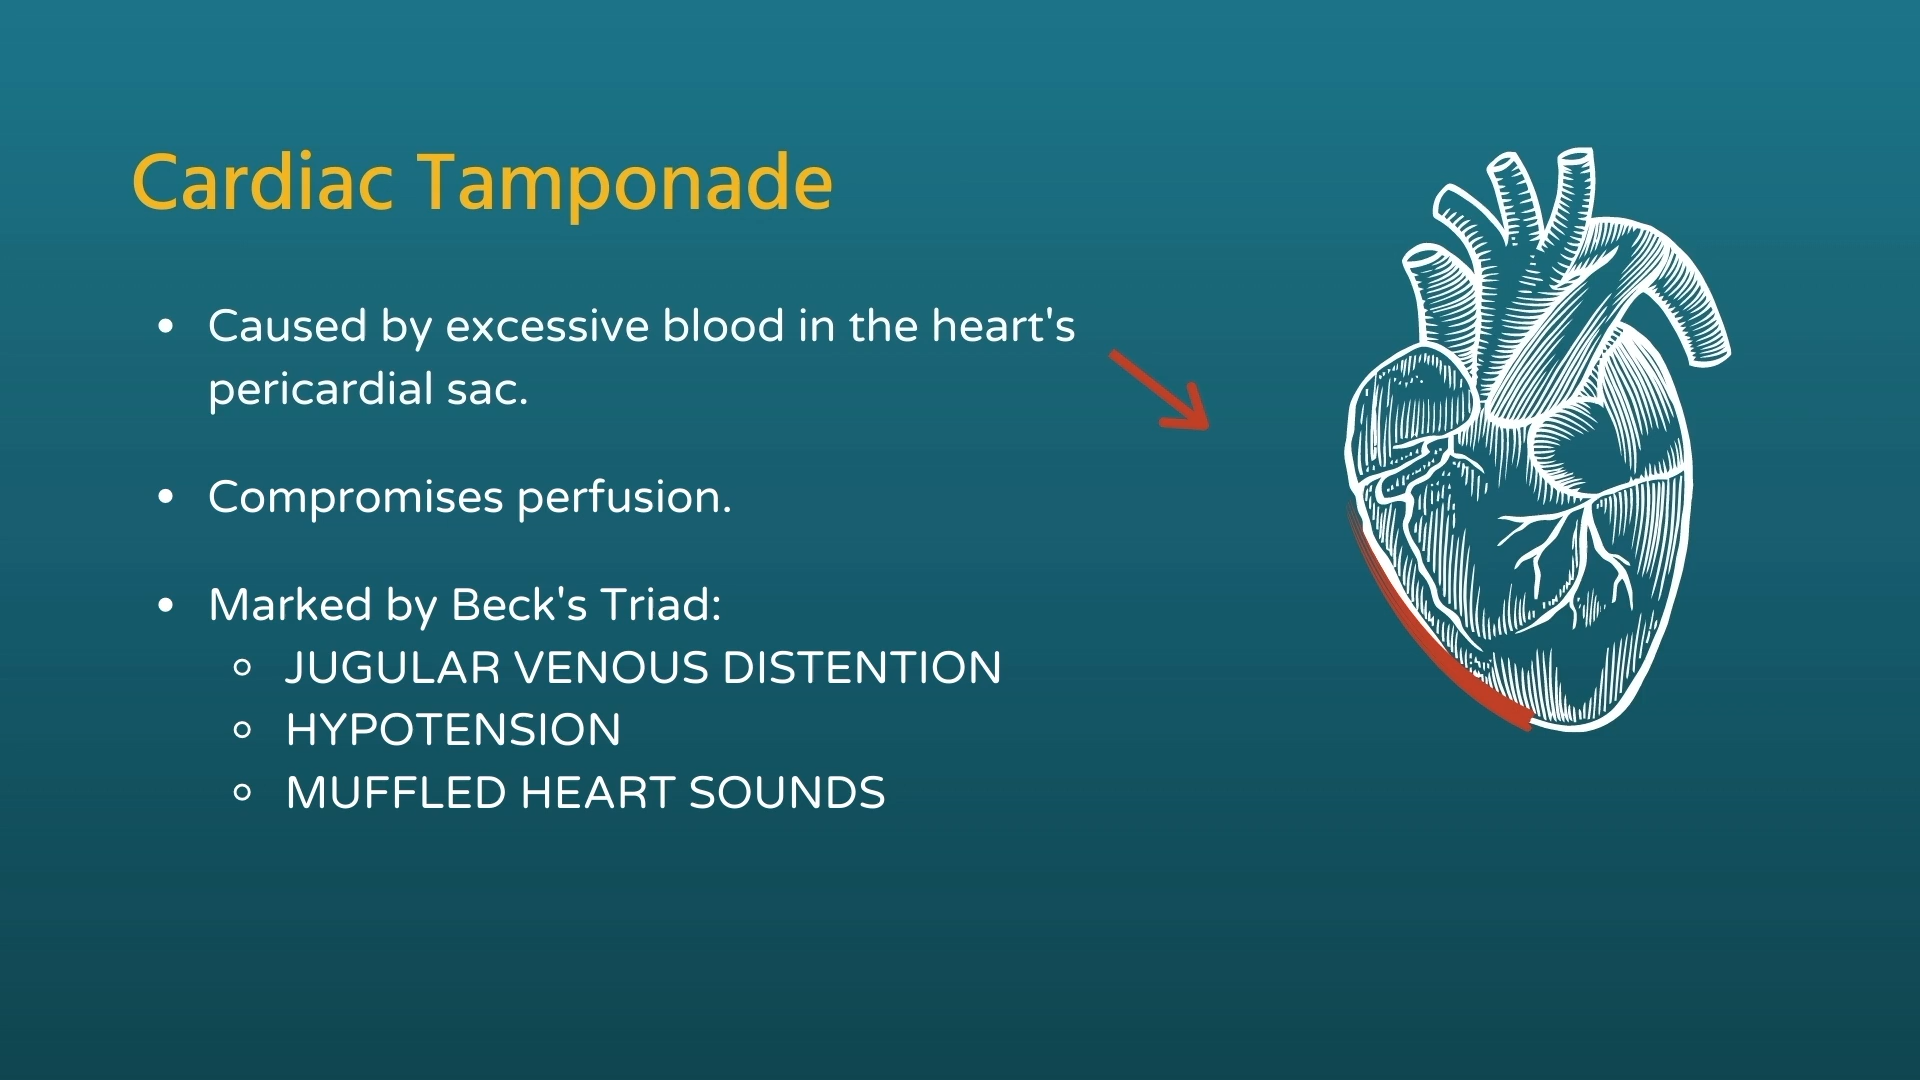 Cardiac Tamponade
• Caused by excessive blood in the heart's
pericardial sac.
• Compromises perfusion.
• Marked by Beck's Triad:
○ JUGULAR VENOUS DISTENTION
○ HYPOTENSION
○ MUFFLED HEART SOUNDS